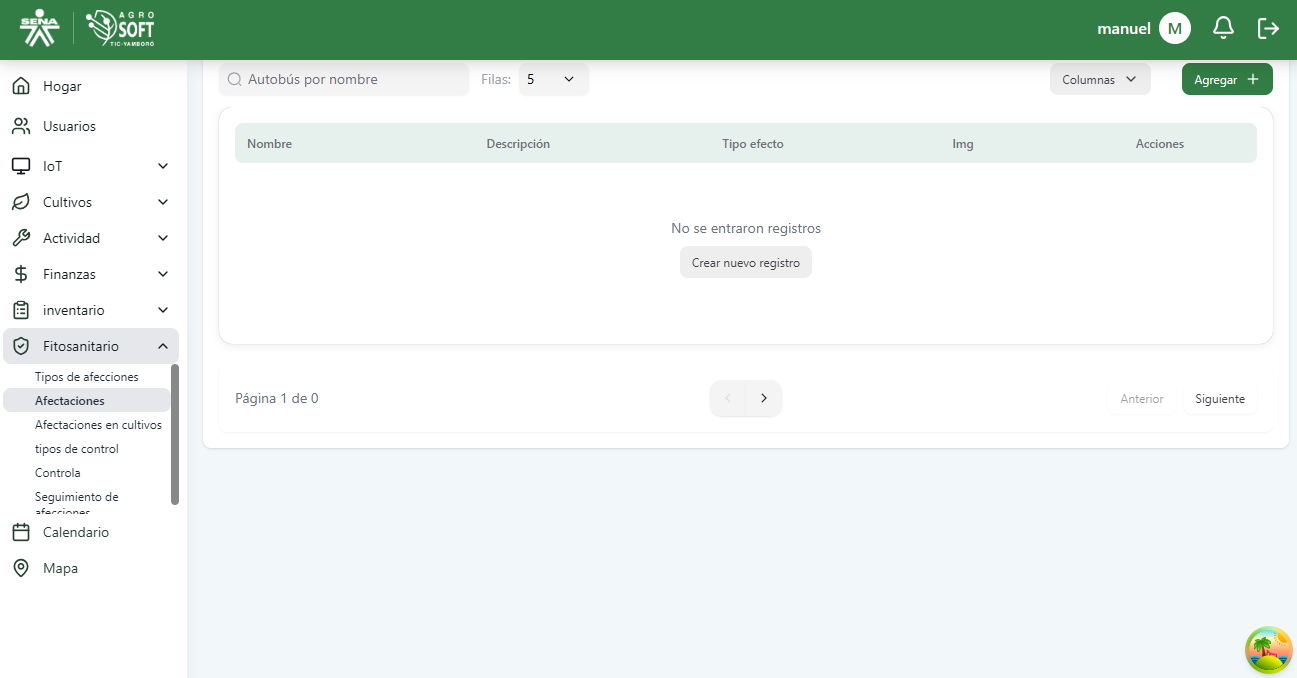 SENA
AGRO
SOFT
TIC-YAMBORÓ
manuel
M
Hogar
Usuarios
IoT
Cultivos
Actividad
Finanzas
inventario
Fitosanitario
Tipos de afecciones
Afectaciones
Afectaciones en cultivos
tipos de control
Controla
Seguimiento de
afecciones
Calendario
Mapa
Autobús por nombre
Filas:
5
Columnas
Agregar
Nombre Descripción Tipo efecto Img Acciones
No se entraron registros
Crear nuevo registro
Página 1 de 0
Anterior
Siguiente